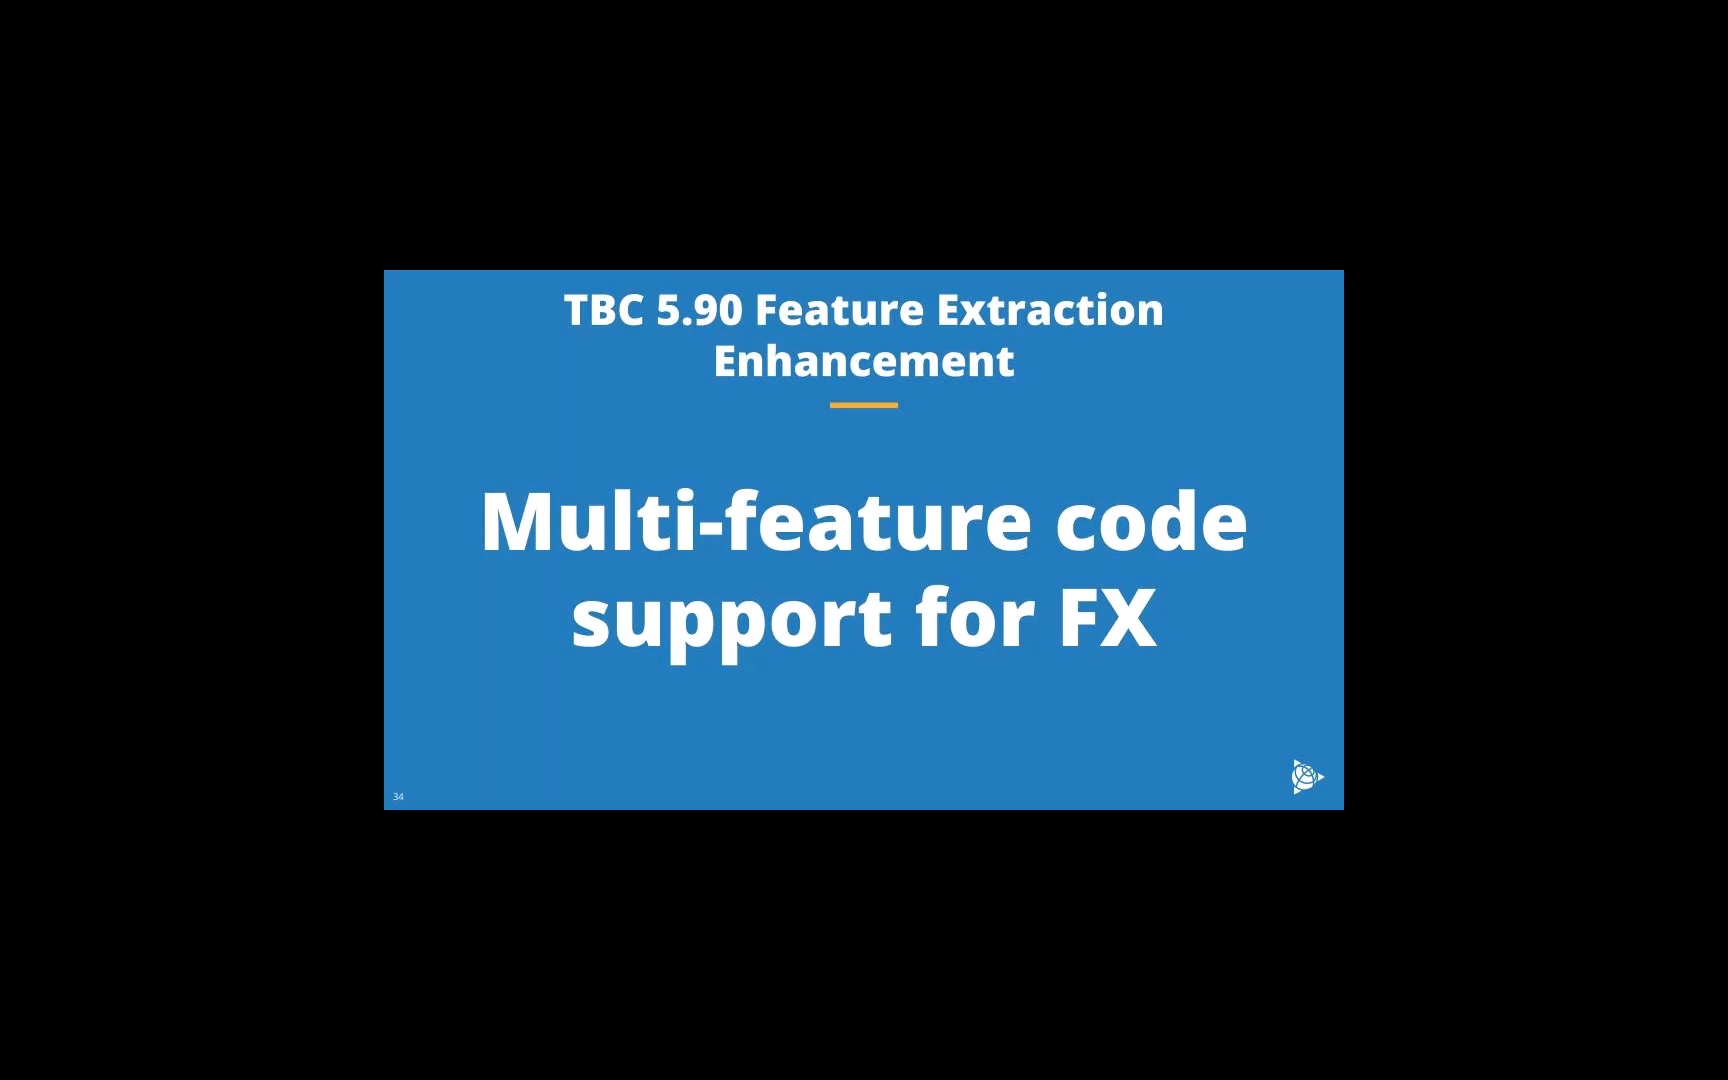 TBC 5.90 Feature Extraction
Enhancement
Multi-feature code
support for FX
34